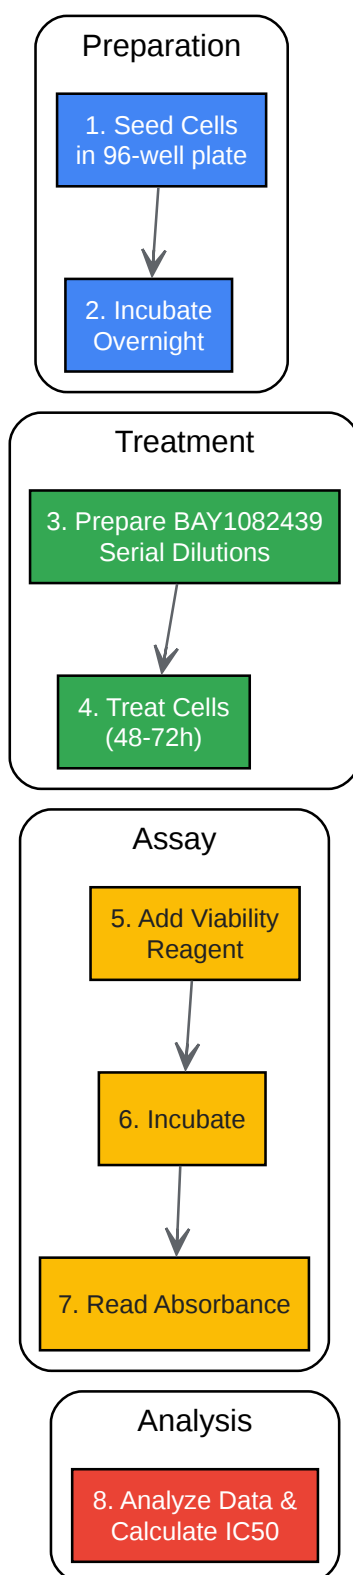 Preparation
1. Seed Cells
in 96-well plate
2. Incubate
Overnight
Treatment
3. Prepare BAY1082439
Serial Dilutions
4. Treat Cells
(48-72h)
Assay
5. Add Viability
Reagent
6. Incubate
7. Read Absorbance
Analysis
8. Analyze Data &
Calculate IC50